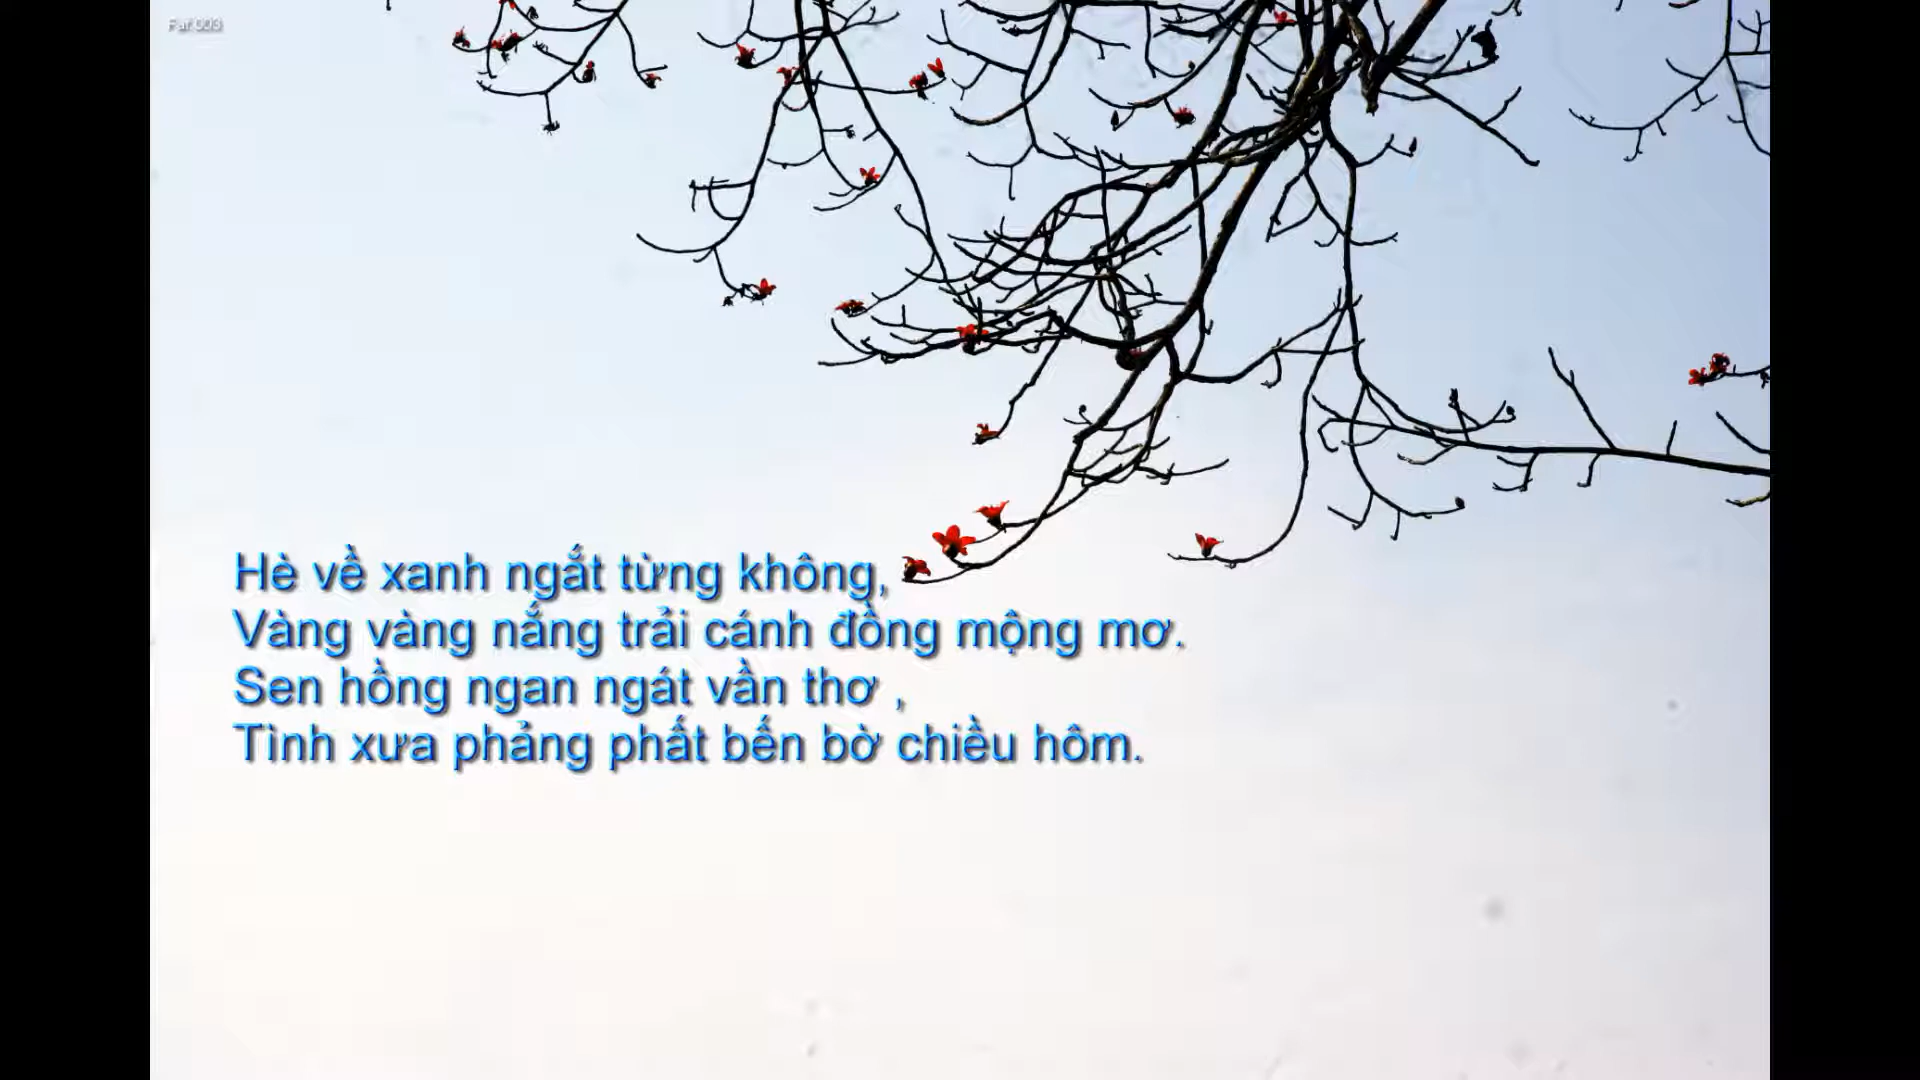 Hè về xanh ngắt từng không,
Vàng vàng nắng trải cánh đồng mộng mơ.
Sen hồng ngan ngát vần thơ ,
Tình xưa phảng phất bến bờ chiều hôm.